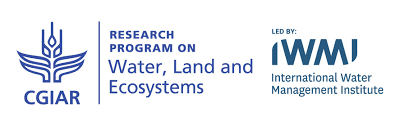 CGIAR
RESEARCH
PROGRAM ON
Water, Land and
Ecosystems
LED BY:
IWMI
International Water
Management Institute